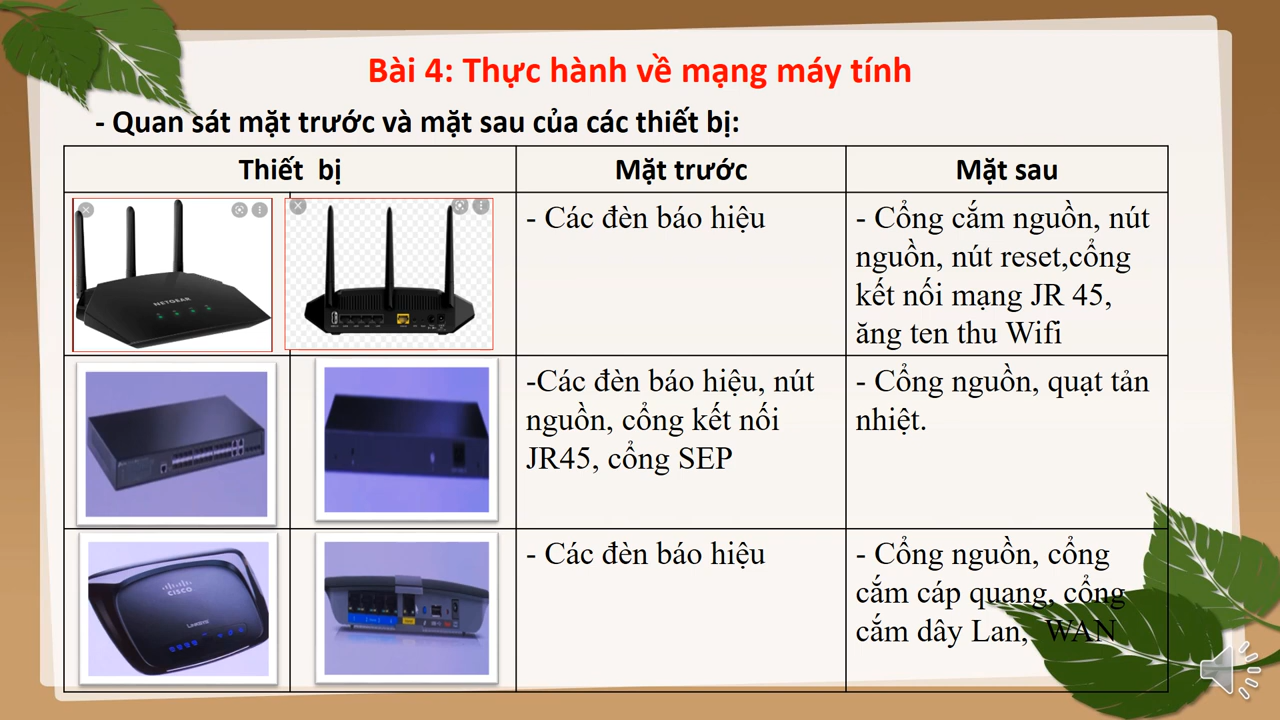 Bài 4: Thực hành về mạng máy tính
- Quan sát mặt trước và mặt sau của các thiết bị:
Thiết bị
Mặt trước
Mặt sau
NETGEAR
- Các đèn báo hiệu
- Cổng cắm nguồn, nút
nguồn, nút reset,cổng
kết nối mạng JR 45,
ăng ten thu Wifi
-Các đèn báo hiệu, nút
nguồn, cổng kết nối
JR45, cổng SEP
- Cổng nguồn, quạt tản
nhiệt.
CISCO
LINKSYS
- Các đèn báo hiệu
- Cổng nguồn, cổng
cắm cáp quang, cổng
cắm dây Lan, WAN